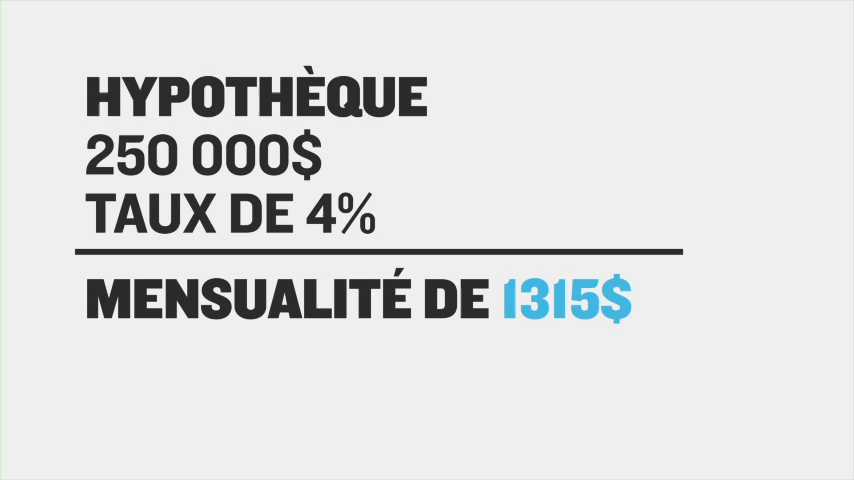 HYPOTHÈQUE
250 000$
TAUX DE 4%
MENSUALITÉ DE 1315$